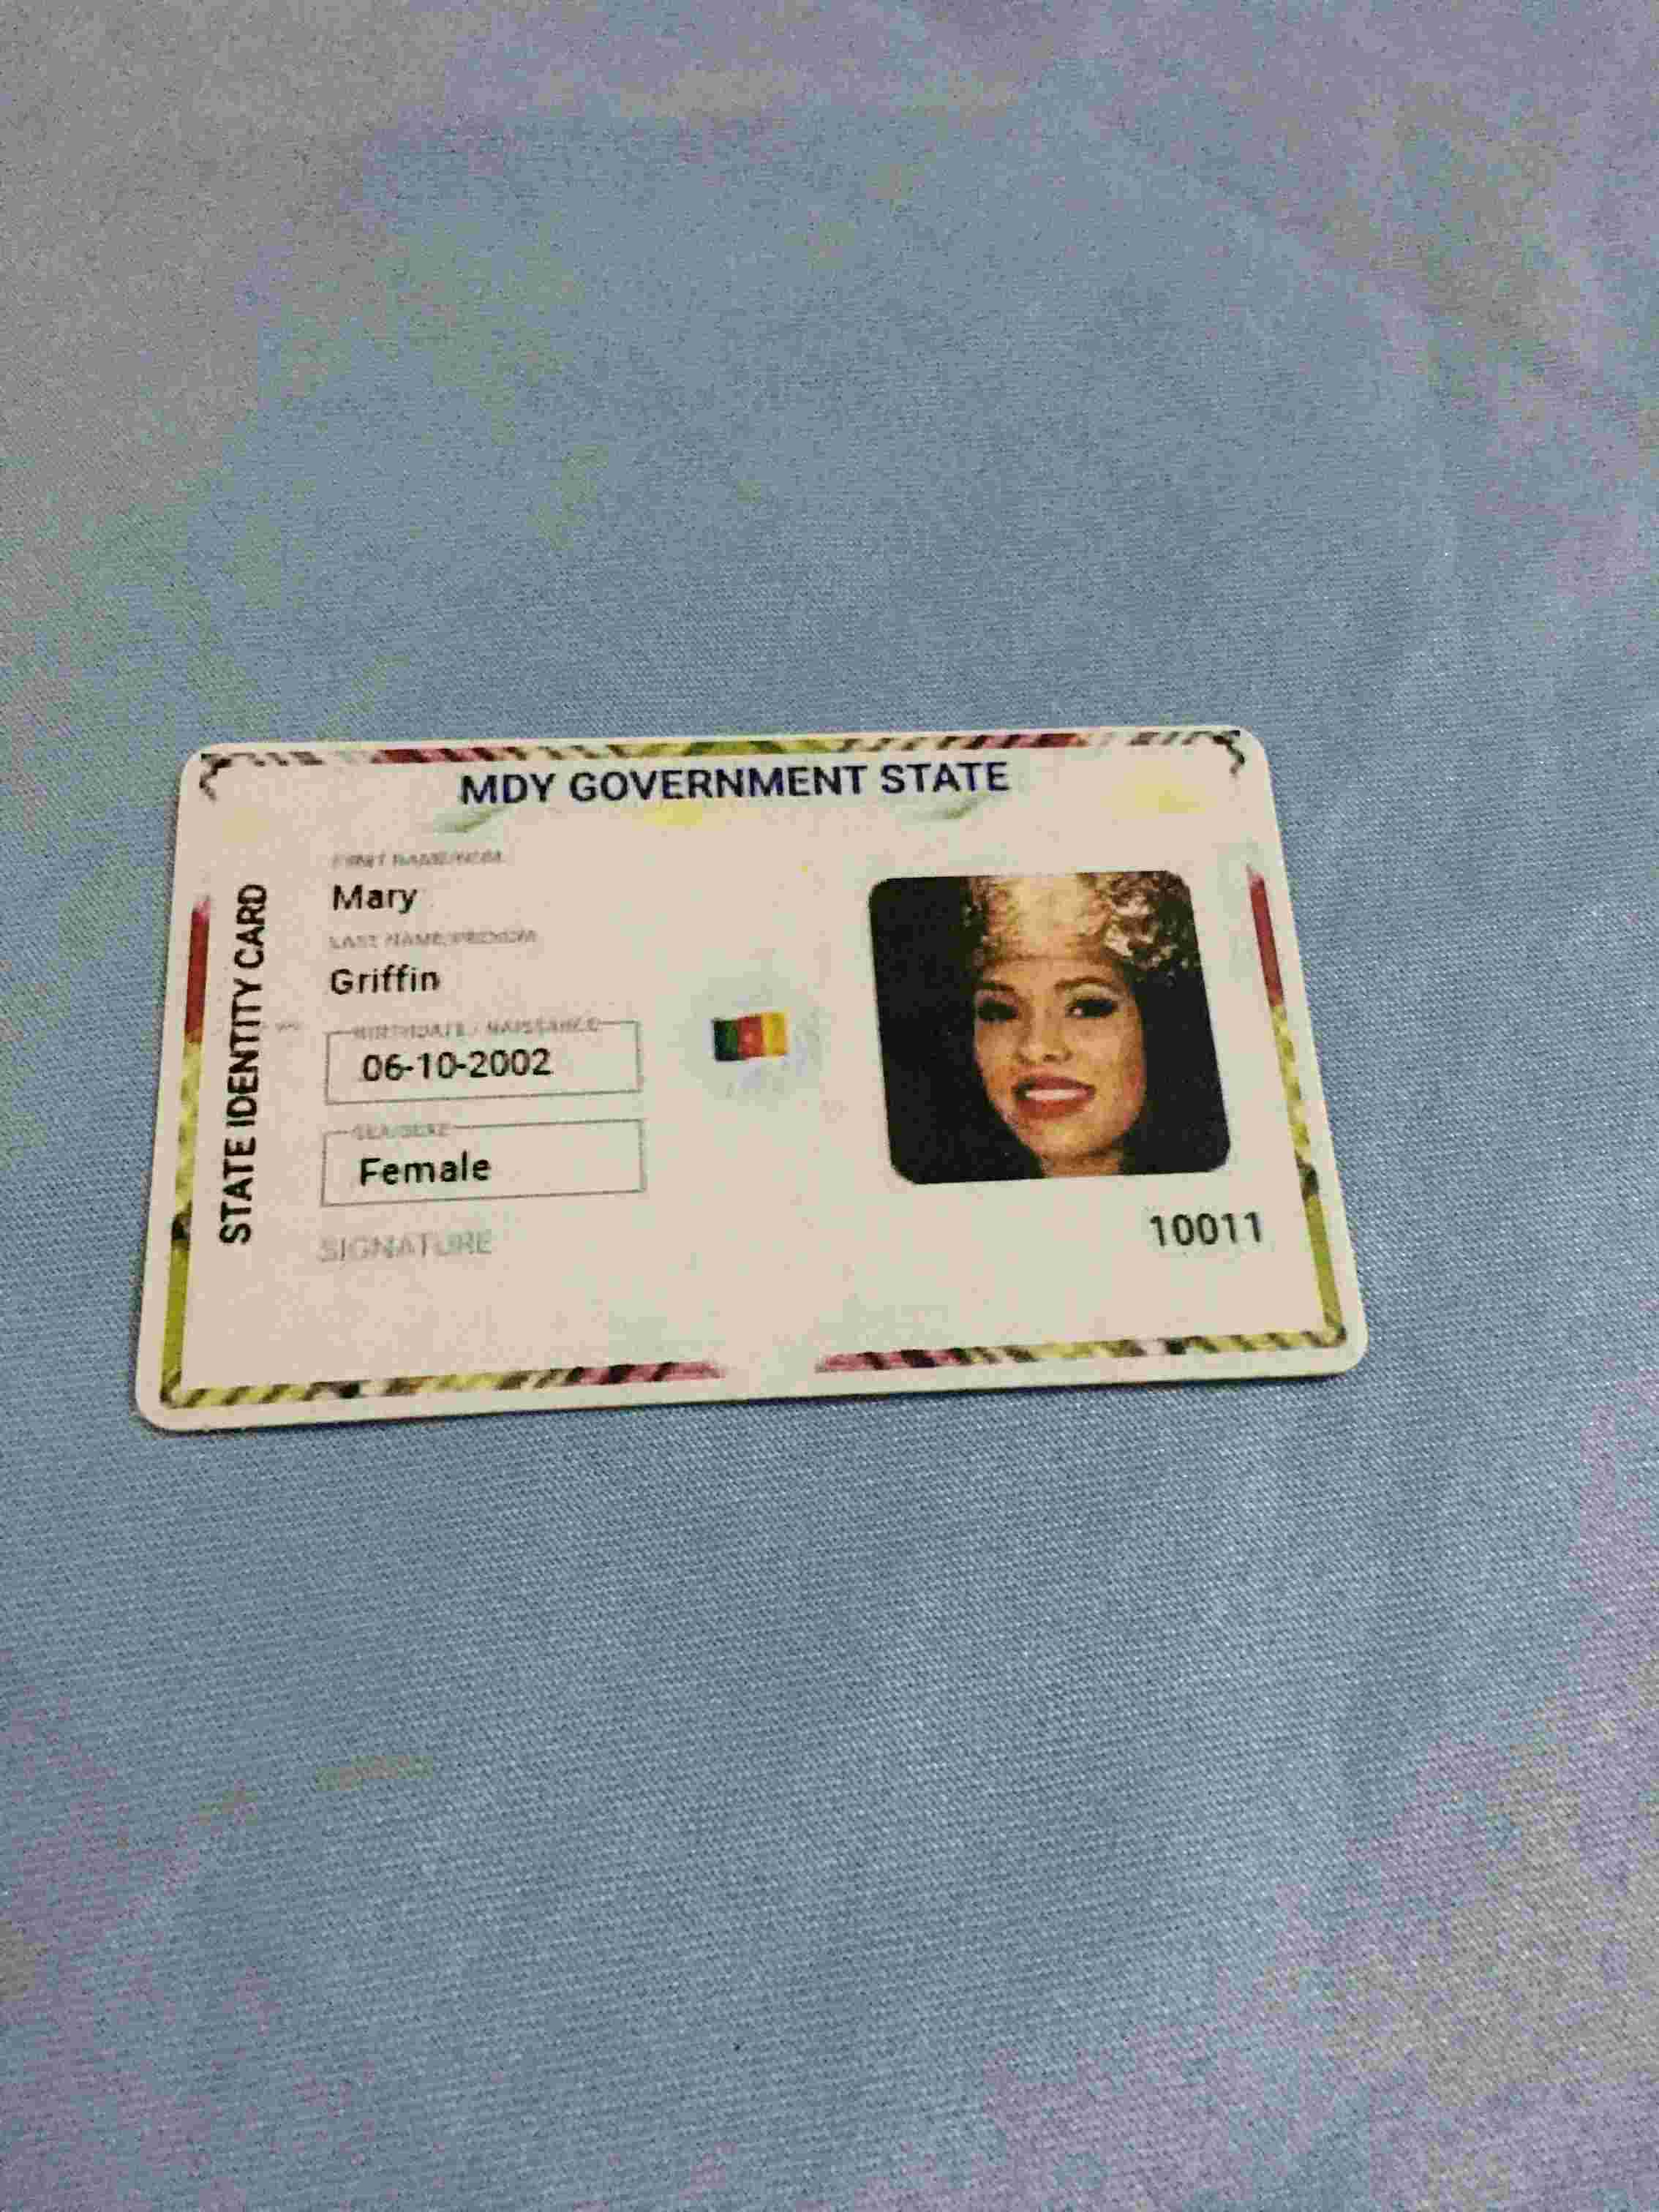 MDY GOVERNMENT STATE
STATE IDENTITY CARD
FIRST NAME/NOM
Mary
LAST NAME/PRENOM
Griffin
BIRTHDATE / NAISSANCE
06-10-2002
SEX/SEXE
Female
SIGNATURE
10011